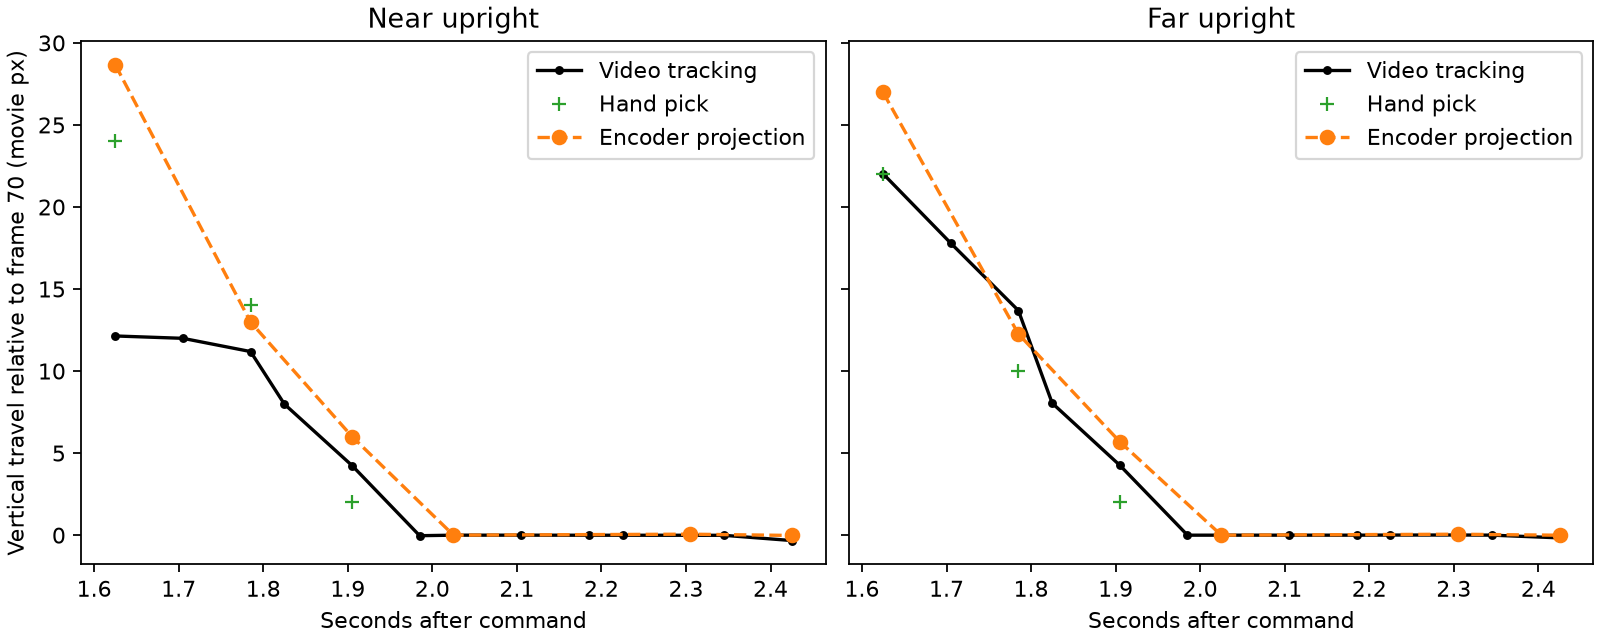 Near upright
Far upright
Vertical travel relative to frame 70 (movie px)
30
25
20
15
10
5
0
Video tracking
Hand pick
Encoder projection
Video tracking
Hand pick
Encoder projection
1.6 1.7 1.8 1.9 2.0 2.1 2.2 2.3 2.4
1.6 1.7 1.8 1.9 2.0 2.1 2.2 2.3 2.4
Seconds after command
Seconds after command